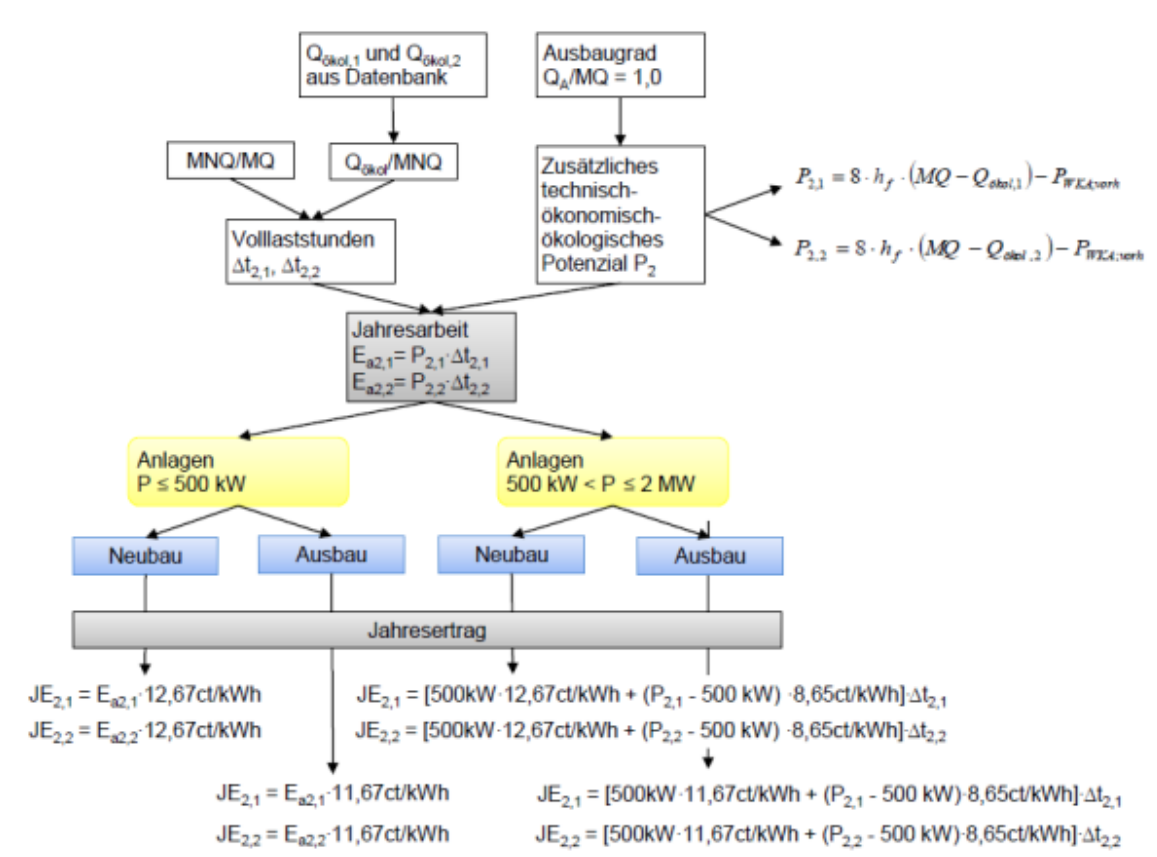 Q_ökol,1 und Q_ökol,2
aus Datenbank
Ausbaugrad
Q_A/MQ = 1,0
MNQ/MQ
Q_ökol/MNQ
Zusätzliches
technisch-
ökonomisch-
ökologisches
Potenzial P_2
P_2,1 = 8 · h_f · (MQ − Q_ökol,1) − P_WKA;vorh
P_2,2 = 8 · h_f · (MQ − Q_ökol,2) − P_WKA;vorh
Volllaststunden
Δt_2,1, Δt_2,2
Jahresarbeit
E_a2,1= P_2,1·Δt_2,1
E_a2,2= P_2,2·Δt_2,2
Anlagen
P ≤ 500 kW
Anlagen
500 kW < P ≤ 2 MW
Neubau
Ausbau
Neubau
Ausbau
Jahresertrag
JE_2,1 = E_a2,1·12,67ct/kWh
JE_2,2 = E_a2,2·12,67ct/kWh
JE_2,1 = [500kW·12,67ct/kWh + (P_2,1 - 500 kW) ·8,65ct/kWh]·Δt_2,1
JE_2,2 = [500kW·12,67ct/kWh + (P_2,2 - 500 kW) ·8,65ct/kWh]·Δt_2,2
JE_2,1 = E_a2,1·11,67ct/kWh
JE_2,2 = E_a2,2·11,67ct/kWh
JE_2,1 = [500kW·11,67ct/kWh + (P_2,1 - 500 kW)·8,65ct/kWh]·Δt_2,1
JE_2,2 = [500kW·11,67ct/kWh + (P_2,2 - 500 kW)·8,65ct/kWh]·Δt_2,2